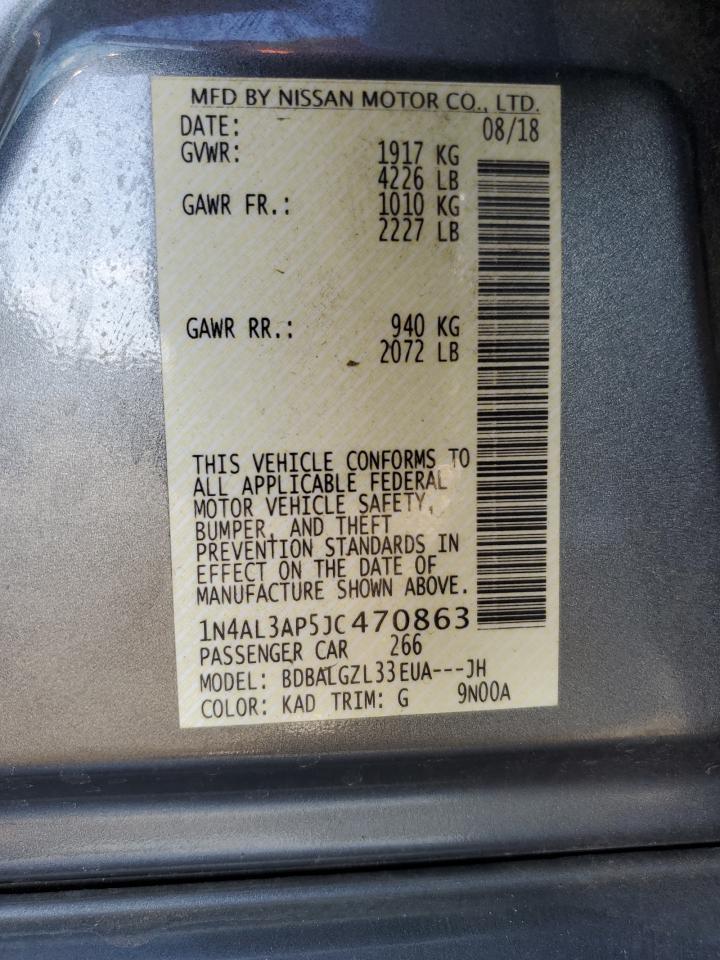 MFD BY NISSAN MOTOR CO., LTD.
DATE: 08/18
GVWR: 1917 KG
4226 LB
GAWR FR.: 1010 KG
2227 LB
GAWR RR.: 940 KG
2072 LB
THIS VEHICLE CONFORMS TO
ALL APPLICABLE FEDERAL
MOTOR VEHICLE SAFETY,
BUMPER, AND THEFT
PREVENTION STANDARDS IN
EFFECT ON THE DATE OF
MANUFACTURE SHOWN ABOVE.
1N4AL3AP5JC470863
PASSENGER CAR 266
MODEL: BDBALGZL33EUA---JH
COLOR: KAD TRIM: G 9N00A